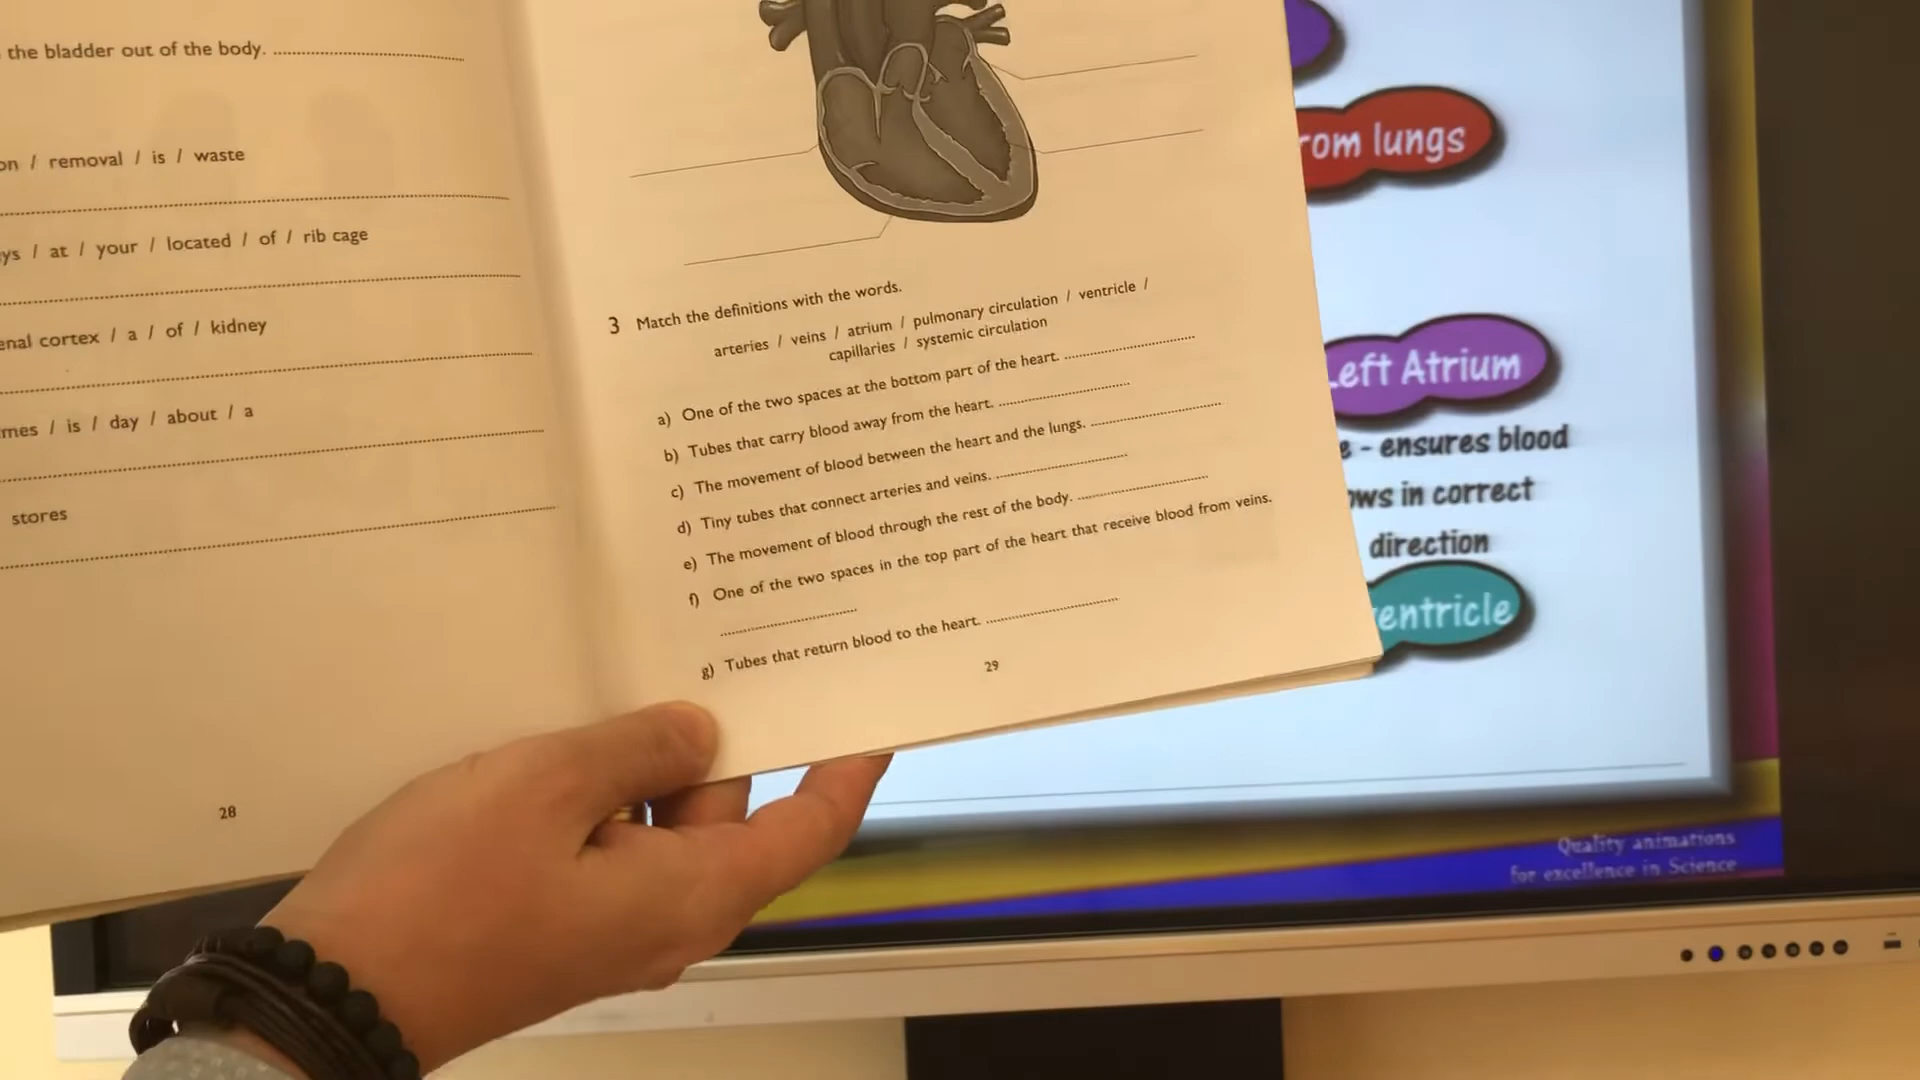 the bladder out of the body.
on / removal / is / waste
ys / at / your / located / of / rib cage
enal cortex / a / of / kidney
mes / is / day / about / a
stores
28
3 Match the definitions with the words.
arteries / veins / atrium / pulmonary circulation / ventricle /
capillaries / systemic circulation
a) One of the two spaces at the bottom part of the heart.
b) Tubes that carry blood away from the heart.
c) The movement of blood between the heart and the lungs.
d) Tiny tubes that connect arteries and veins.
e) The movement of blood through the rest of the body.
f) One of the two spaces in the top part of the heart that receive blood from veins.
g) Tubes that return blood to the heart.
29
rom lungs
Left Atrium
e - ensures blood
ows in correct
direction
entricle
Quality animations
for excellence in Science